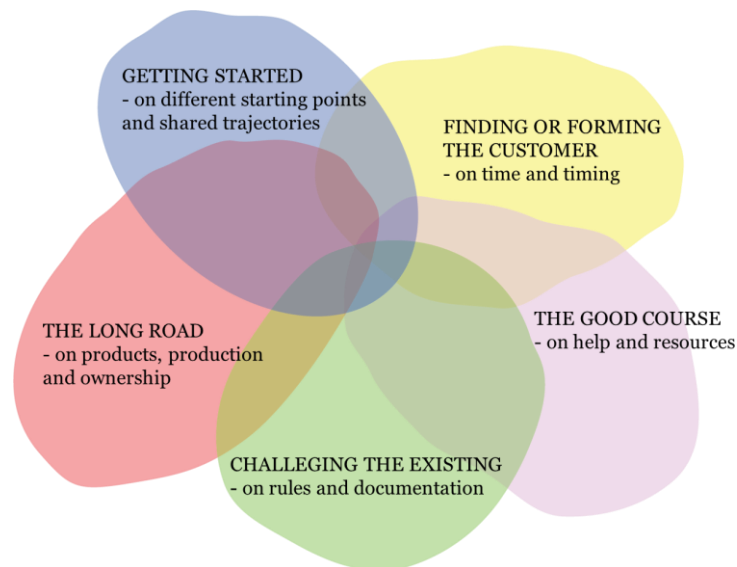 GETTING STARTED
- on different starting points
and shared trajectories
FINDING OR FORMING
THE CUSTOMER
- on time and timing
THE GOOD COURSE
- on help and resources
THE LONG ROAD
- on products, production
and ownership
CHALLEGING THE EXISTING
- on rules and documentation